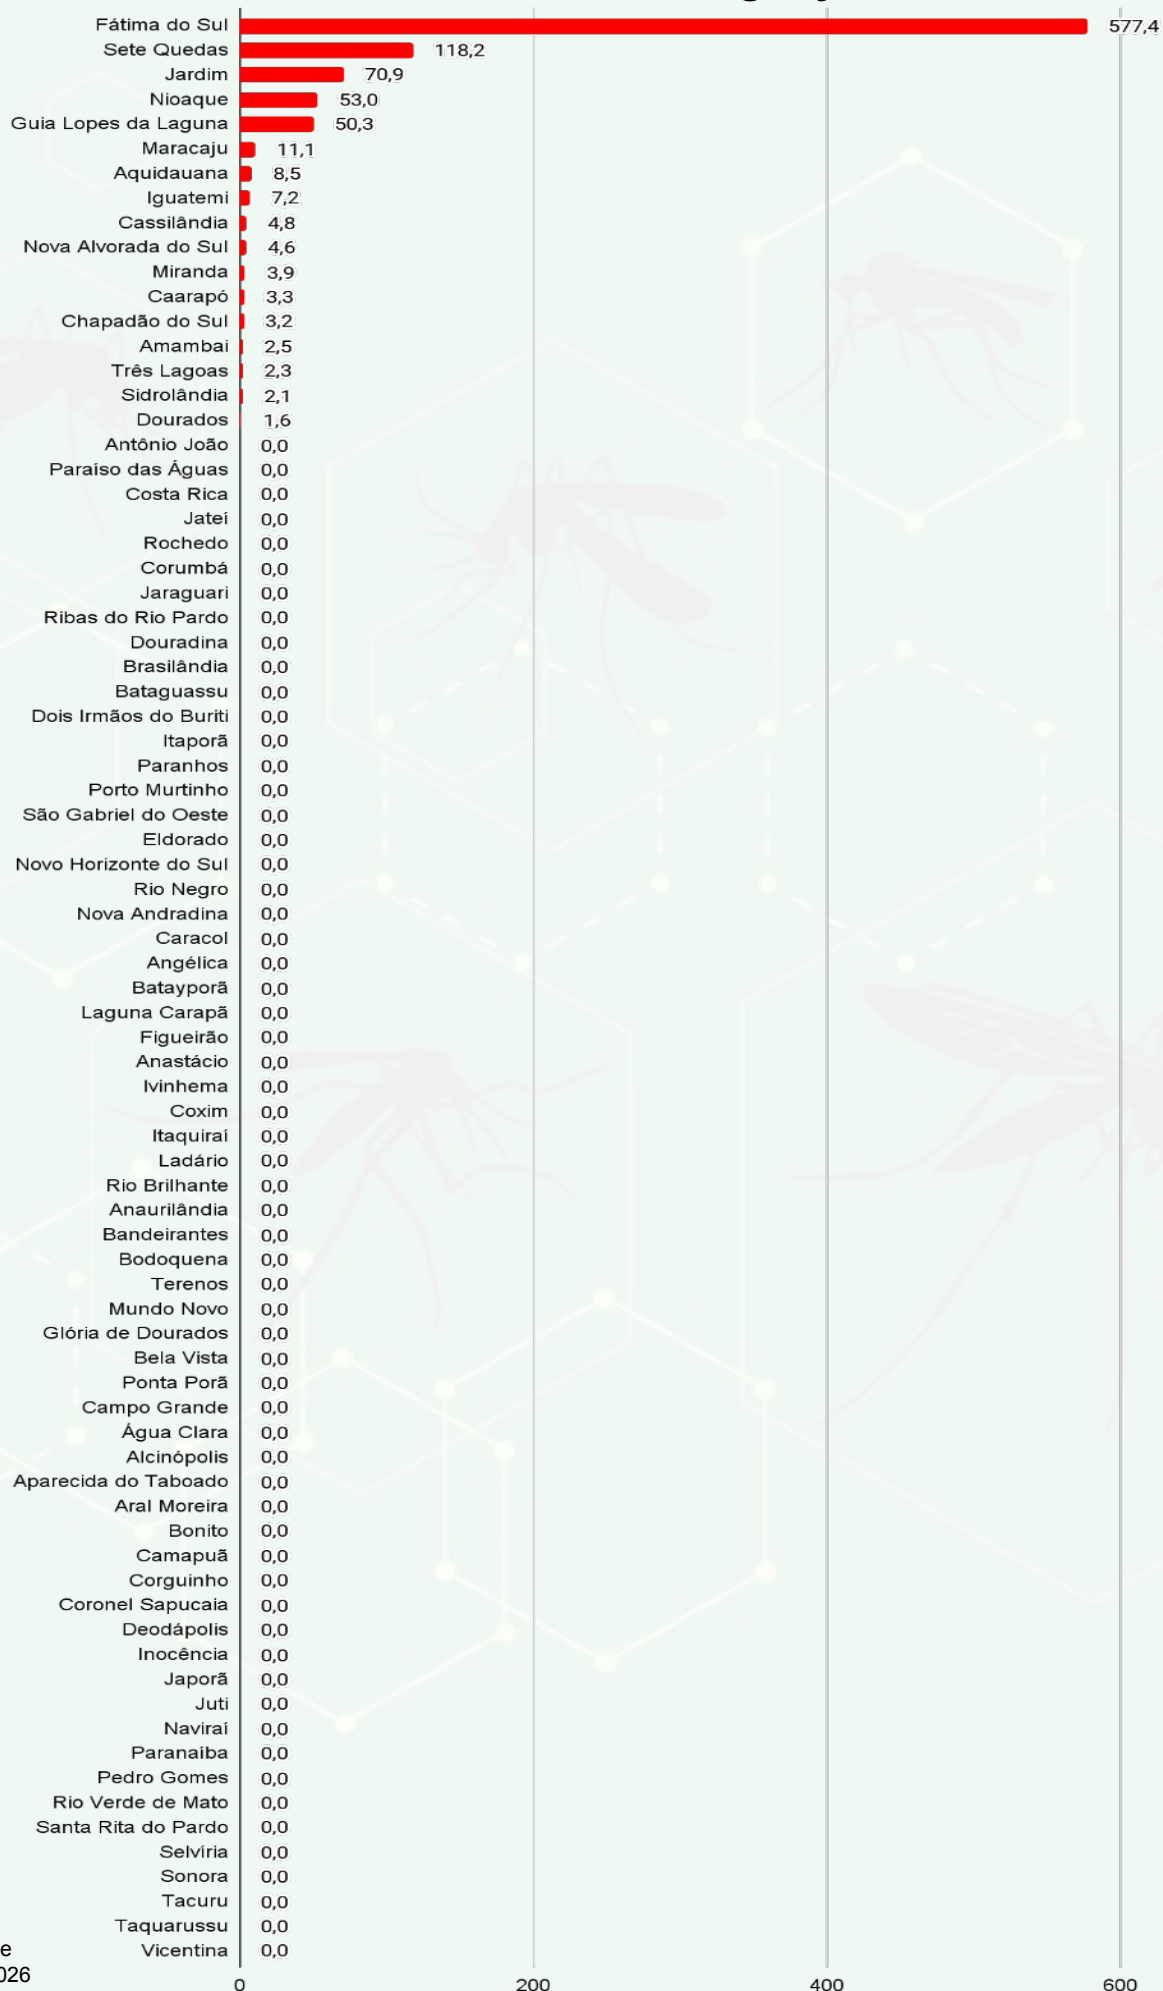 Fátima do Sul 577,4
Sete Quedas 118,2
Jardim 70,9
Nioaque 53,0
Guia Lopes da Laguna 50,3
Maracaju 11,1
Aquidauana 8,5
Iguatemi 7,2
Cassilândia 4,8
Nova Alvorada do Sul 4,6
Miranda 3,9
Caarapó 3,3
Chapadão do Sul 3,2
Amambai 2,5
Três Lagoas 2,3
Sidrolândia 2,1
Dourados 1,6
Antônio João 0,0
Paraíso das Águas 0,0
Costa Rica 0,0
Jateí 0,0
Rochedo 0,0
Corumbá 0,0
Jaraguari 0,0
Ribas do Rio Pardo 0,0
Douradina 0,0
Brasilândia 0,0
Bataguassu 0,0
Dois Irmãos do Buriti 0,0
Itaporã 0,0
Paranhos 0,0
Porto Murtinho 0,0
São Gabriel do Oeste 0,0
Eldorado 0,0
Novo Horizonte do Sul 0,0
Rio Negro 0,0
Nova Andradina 0,0
Caracol 0,0
Angélica 0,0
Batayporã 0,0
Laguna Carapã 0,0
Figueirão 0,0
Anastácio 0,0
Ivinhema 0,0
Coxim 0,0
Itaquiraí 0,0
Ladário 0,0
Rio Brilhante 0,0
Anaurilândia 0,0
Bandeirantes 0,0
Bodoquena 0,0
Terenos 0,0
Mundo Novo 0,0
Glória de Dourados 0,0
Bela Vista 0,0
Ponta Porã 0,0
Campo Grande 0,0
Água Clara 0,0
Alcinópolis 0,0
Aparecida do Taboado 0,0
Aral Moreira 0,0
Bonito 0,0
Camapuã 0,0
Corguinho 0,0
Coronel Sapucaia 0,0
Deodápolis 0,0
Inocência 0,0
Japorã 0,0
Juti 0,0
Naviraí 0,0
Paranaíba 0,0
Pedro Gomes 0,0
Rio Verde de Mato 0,0
Santa Rita do Pardo 0,0
Selvíria 0,0
Sonora 0,0
Tacuru 0,0
Taquarussu 0,0
Vicentina 0,0
e
026
0 200 400 600